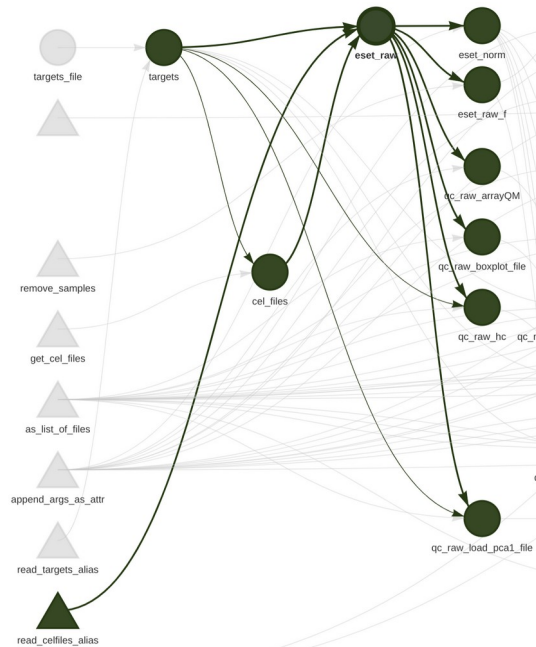 targets_file
targets
eset_raw
eset_norm
eset_raw_f
qc_raw_arrayQM
remove_samples
cel_files
qc_raw_boxplot_file
get_cel_files
qc_raw_hc
as_list_of_files
append_args_as_attr
read_targets_alias
qc_raw_load_pca1_file
read_celfiles_alias